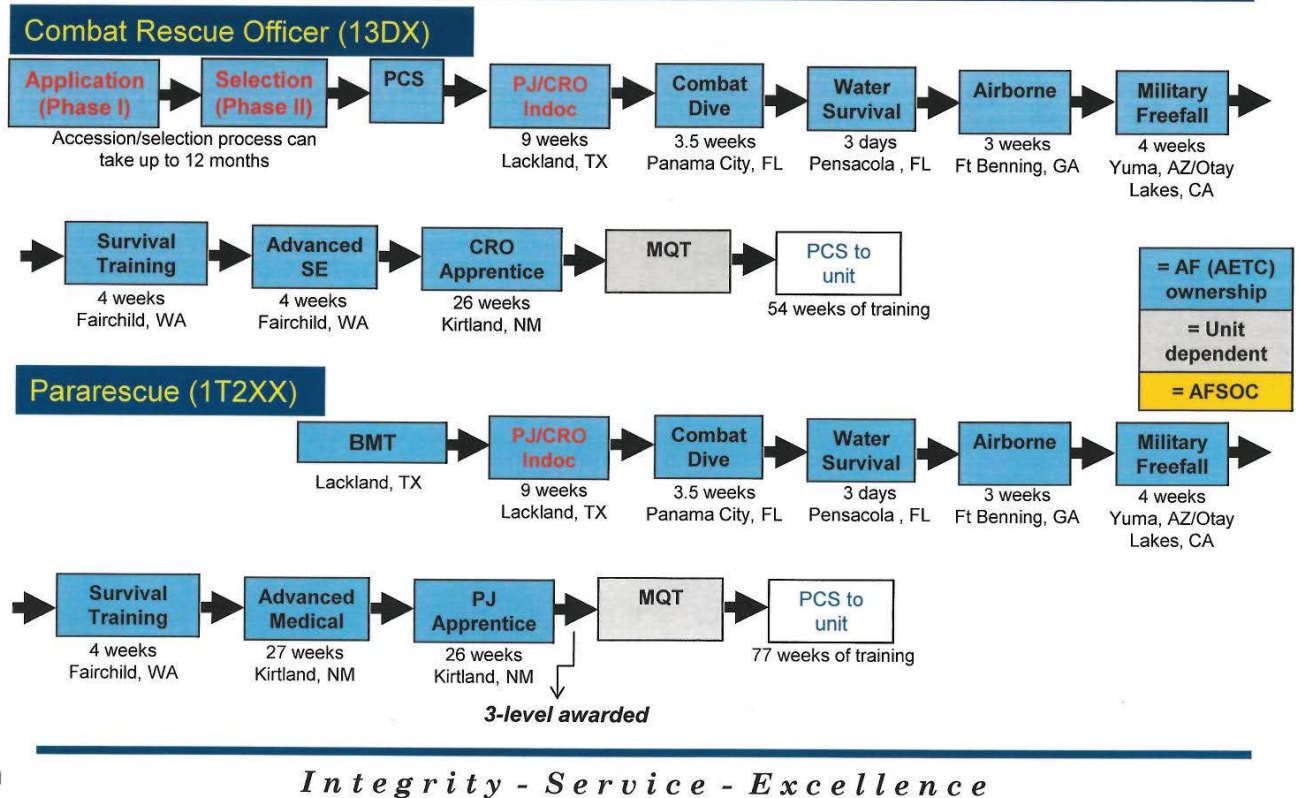 Combat Rescue Officer (13DX)
Application
(Phase I)
Selection
(Phase II)
Accession/selection process can
take up to 12 months
PCS
PJ/CRO
Indoc
9 weeks
Lackland, TX
Combat
Dive
3.5 weeks
Panama City, FL
Water
Survival
3 days
Pensacola , FL
Airborne
3 weeks
Ft Benning, GA
Military
Freefall
4 weeks
Yuma, AZ/Otay
Lakes, CA
Survival
Training
4 weeks
Fairchild, WA
Advanced
SE
4 weeks
Fairchild, WA
CRO
Apprentice
26 weeks
Kirtland, NM
MQT
PCS to
unit
54 weeks of training
= AF (AETC)
ownership
= Unit
dependent
= AFSOC
Pararescue (1T2XX)
BMT
Lackland, TX
PJ/CRO
Indoc
9 weeks
Lackland, TX
Combat
Dive
3.5 weeks
Panama City, FL
Water
Survival
3 days
Pensacola , FL
Airborne
3 weeks
Ft Benning, GA
Military
Freefall
4 weeks
Yuma, AZ/Otay
Lakes, CA
Survival
Training
4 weeks
Fairchild, WA
Advanced
Medical
27 weeks
Kirtland, NM
PJ
Apprentice
26 weeks
Kirtland, NM
3-level awarded
MQT
PCS to
unit
77 weeks of training
Integrity - Service - Excellence